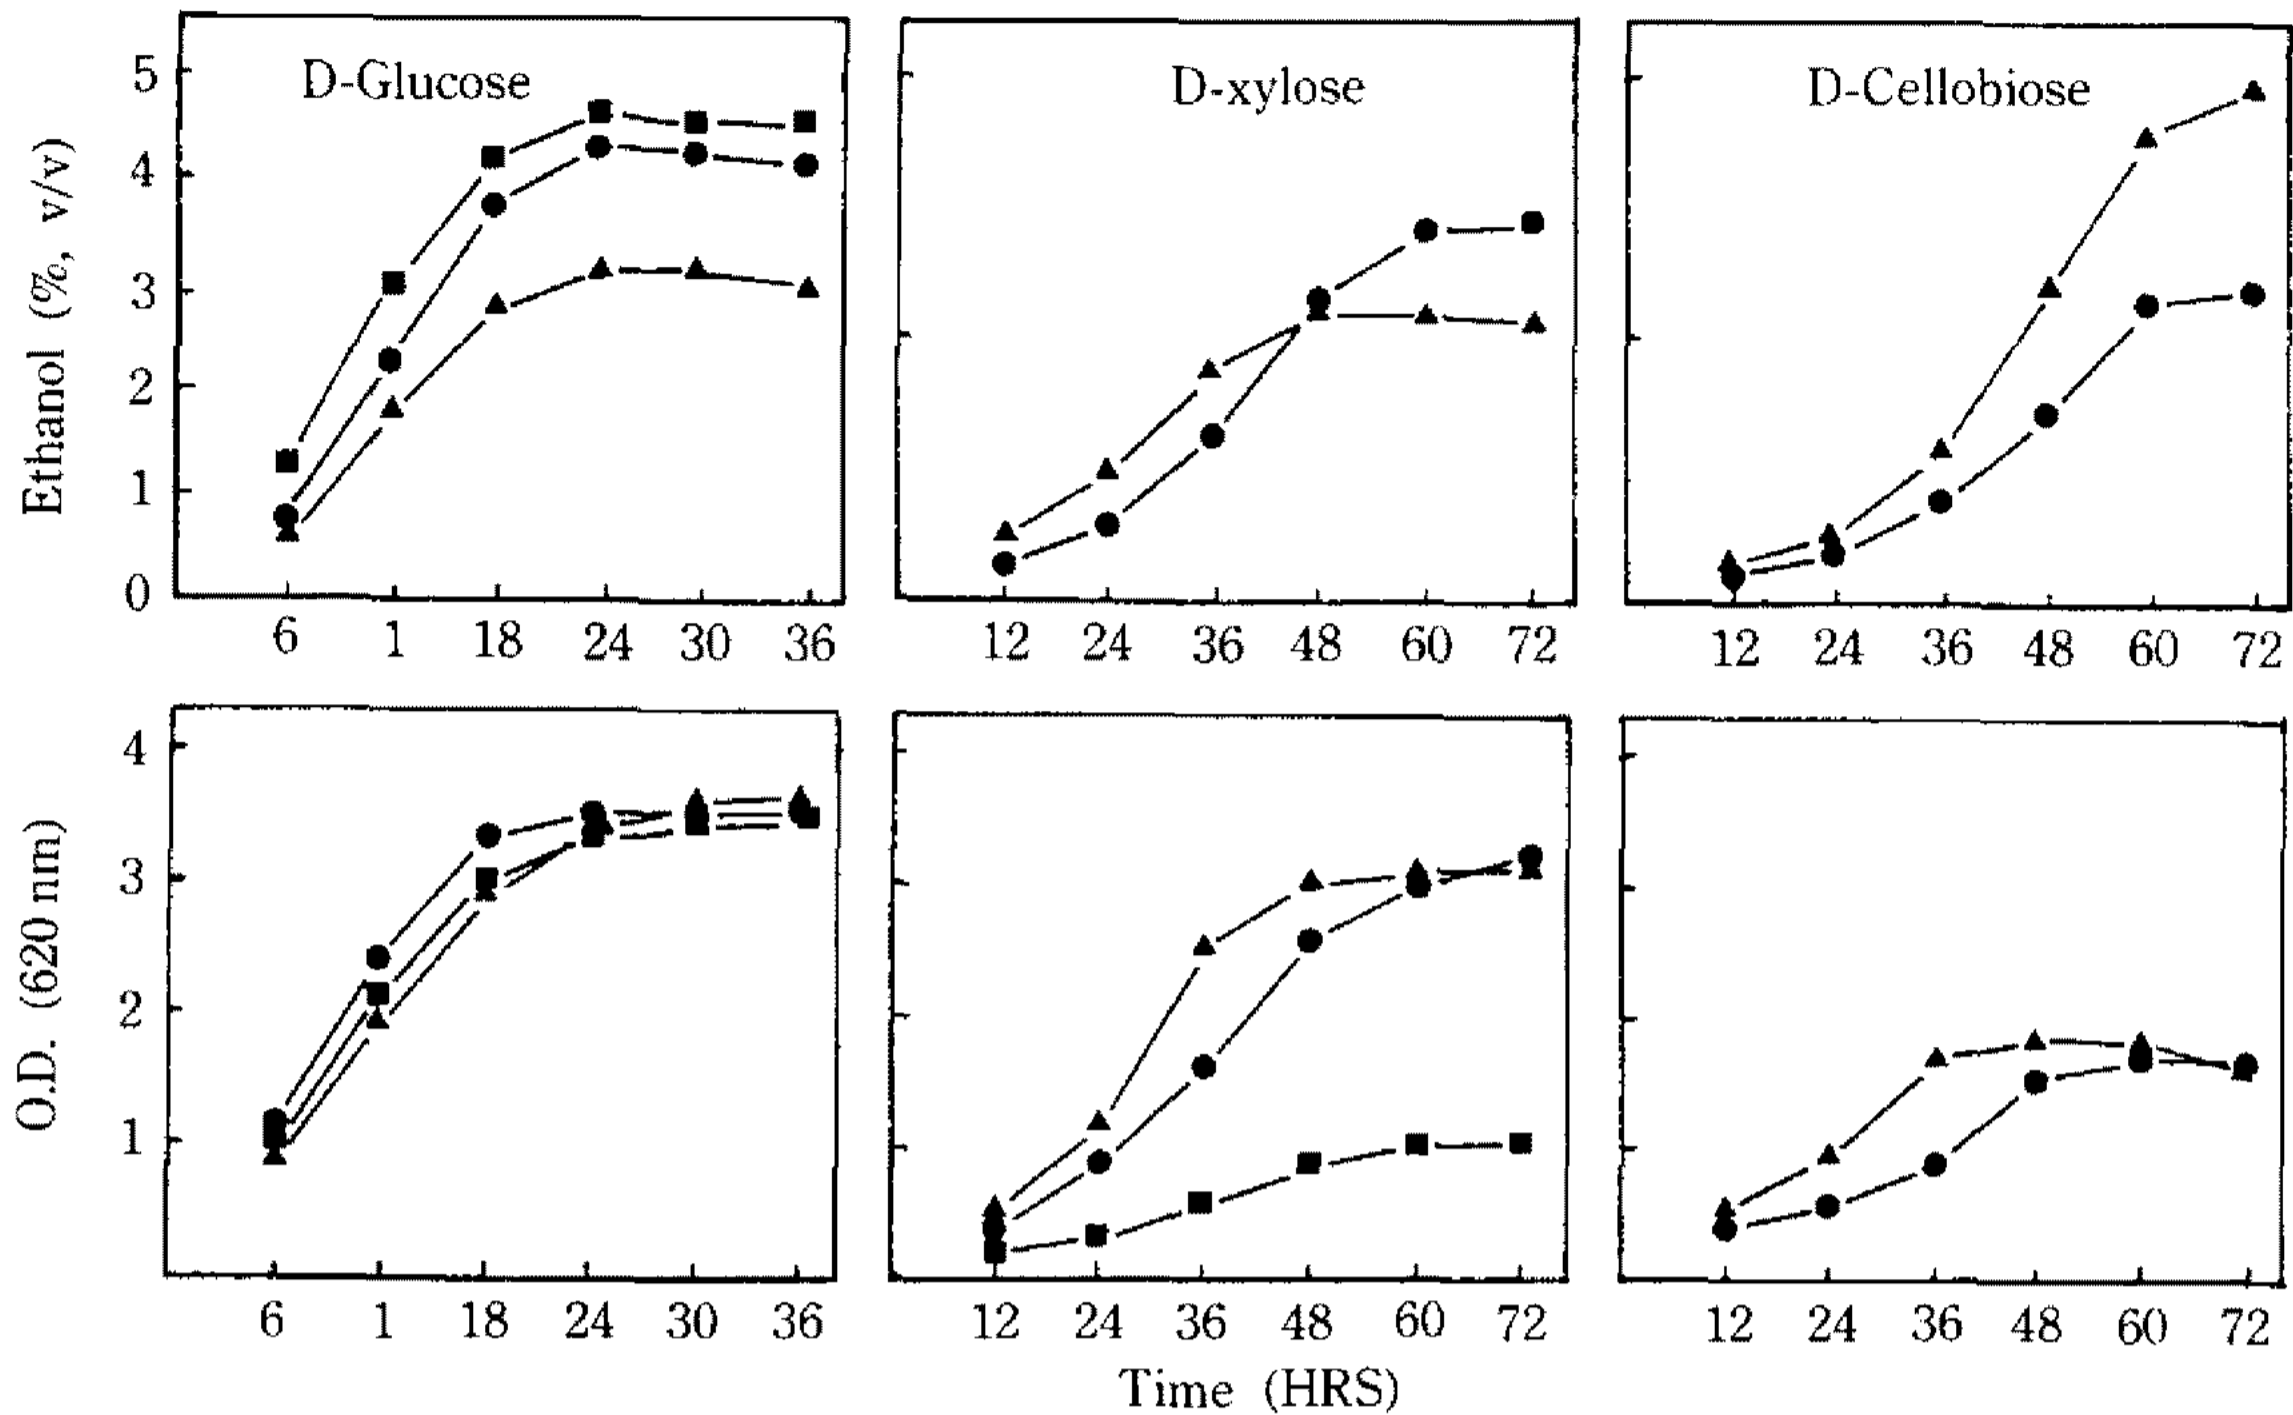 Ethanol (%, v/v)
5
4
3
2
1
0
D-Glucose
6 1 18 24 30 36
D-xylose
12 24 36 48 60 72
D-Cellobiose
12 24 36 48 60 72
O.D. (620 nm)
4
3
2
1
6 1 18 24 30 36
12 24 36 48 60 72
12 24 36 48 60 72
Time (HRS)